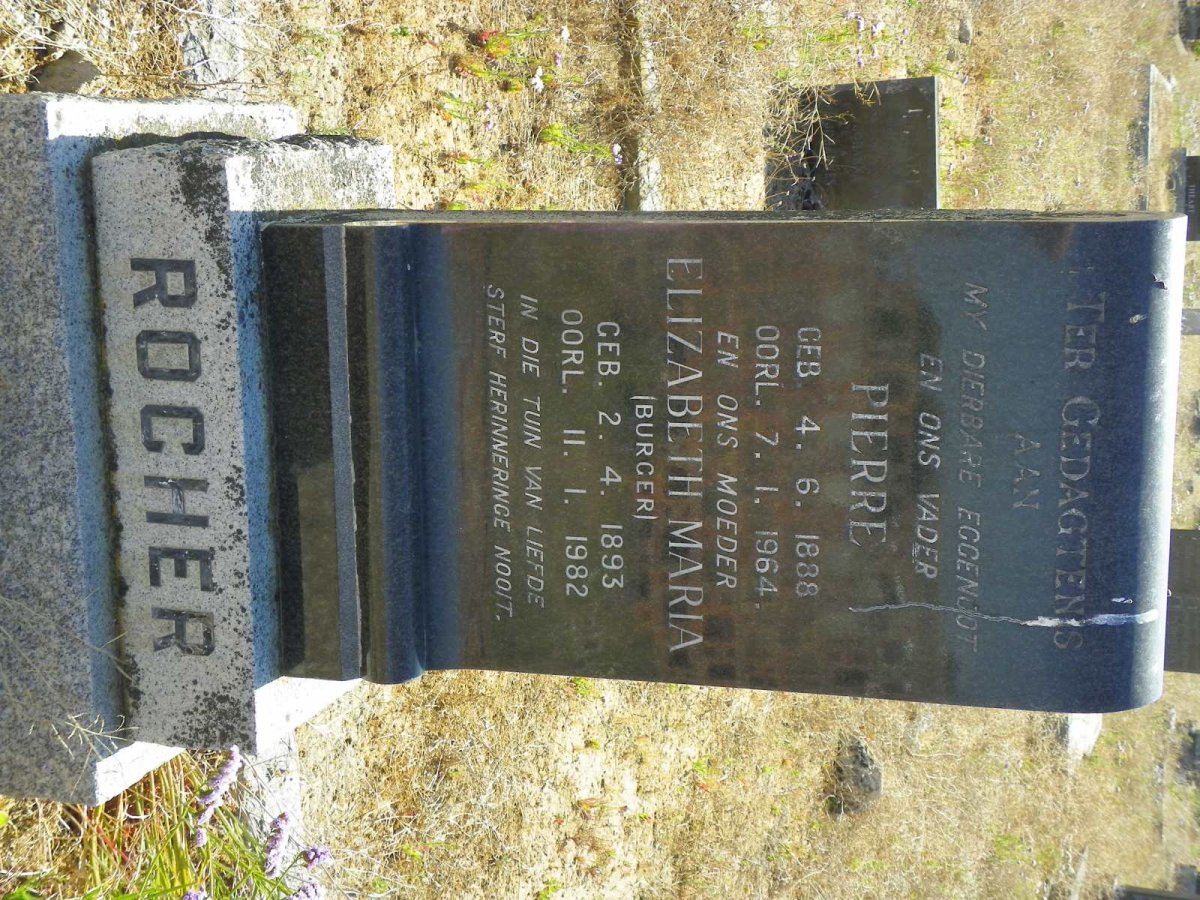 TER GEDAGTENIS
AAN
MY DIERBARE EGGENOOT
EN ONS VADER
PIERRE
GEB. 4. 6. 1888
OORL. 7. 1. 1964.
EN ONS MOEDER
ELIZABETH MARIA
(BURGER)
GEB. 2. 4. 1893
OORL. 11. 1. 1982
IN DIE TUIN VAN LIEFDE
STERF HERINNERINGE NOOIT.
ROCHER